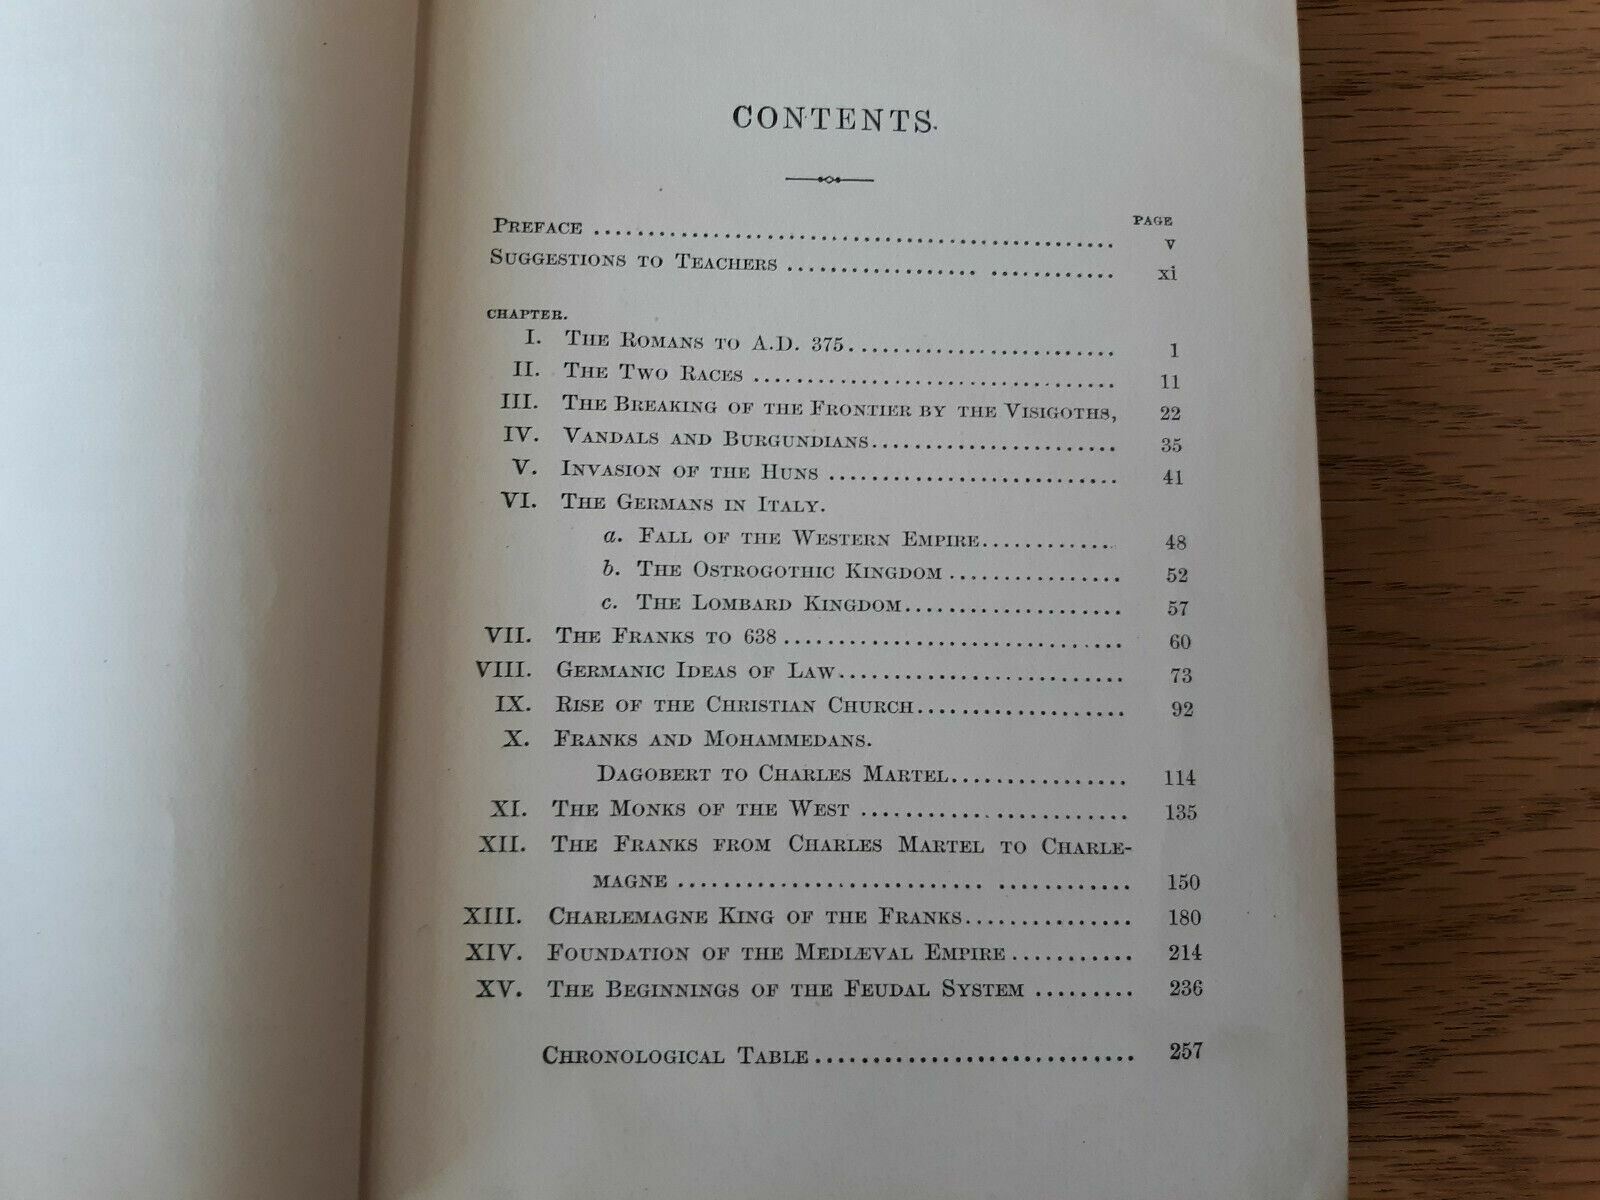 CONTENTS.
PAGE
PREFACE .................................................. v
SUGGESTIONS TO TEACHERS .............................. xi
CHAPTER.
I. THE ROMANS TO A.D. 375......................... 1
II. THE TWO RACES .................................. 11
III. THE BREAKING OF THE FRONTIER BY THE VISIGOTHS, 22
IV. VANDALS AND BURGUNDIANS....................... 35
V. INVASION OF THE HUNS ........................... 41
VI. THE GERMANS IN ITALY.
a. FALL OF THE WESTERN EMPIRE............. 48
b. THE OSTROGOTHIC KINGDOM ................ 52
c. THE LOMBARD KINGDOM.................... 57
VII. THE FRANKS TO 638 ................................ 60
VIII. GERMANIC IDEAS OF LAW........................... 73
IX. RISE OF THE CHRISTIAN CHURCH.................... 92
X. FRANKS AND MOHAMMEDANS.
DAGOBERT TO CHARLES MARTEL................ 114
XI. THE MONKS OF THE WEST ......................... 135
XII. THE FRANKS FROM CHARLES MARTEL TO CHARLE-
MAGNE ....................................... 150
XIII. CHARLEMAGNE KING OF THE FRANKS............... 180
XIV. FOUNDATION OF THE MEDIÆVAL EMPIRE ........... 214
XV. THE BEGINNINGS OF THE FEUDAL SYSTEM ......... 236
CHRONOLOGICAL TABLE............................ 257